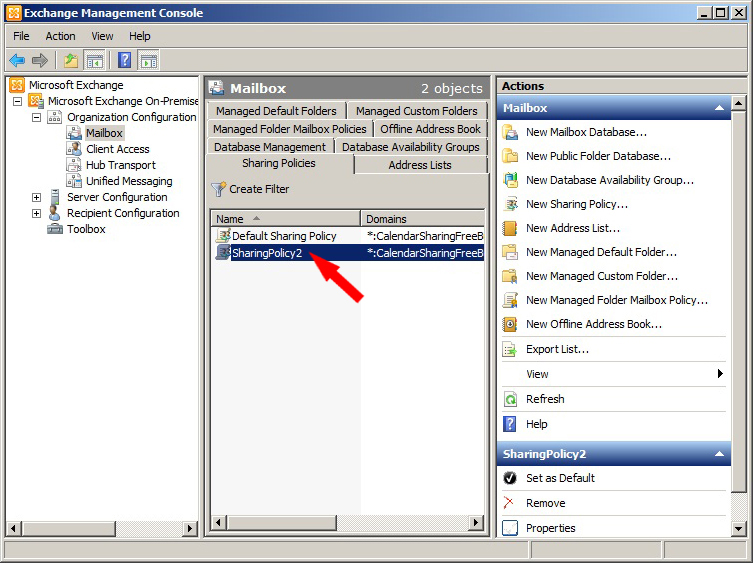 Exchange Management Console
File Action View Help
Microsoft Exchange
Microsoft Exchange On-Premise
Organization Configuration
Mailbox
Client Access
Hub Transport
Unified Messaging
Server Configuration
Recipient Configuration
Toolbox
Mailbox 2 objects
Managed Default Folders Managed Custom Folders
Managed Folder Mailbox Policies Offline Address Book
Database Management Database Availability Groups
Sharing Policies Address Lists
Create Filter
Name Domains
Default Sharing Policy *:CalendarSharingFreeB
SharingPolicy2 *:CalendarSharingFreeB
Actions
Mailbox
New Mailbox Database...
New Public Folder Database...
New Database Availability Group...
New Sharing Policy...
New Address List...
New Managed Default Folder...
New Managed Custom Folder...
New Managed Folder Mailbox Policy...
New Offline Address Book...
Export List...
View
Refresh
Help
SharingPolicy2
Set as Default
Remove
Properties